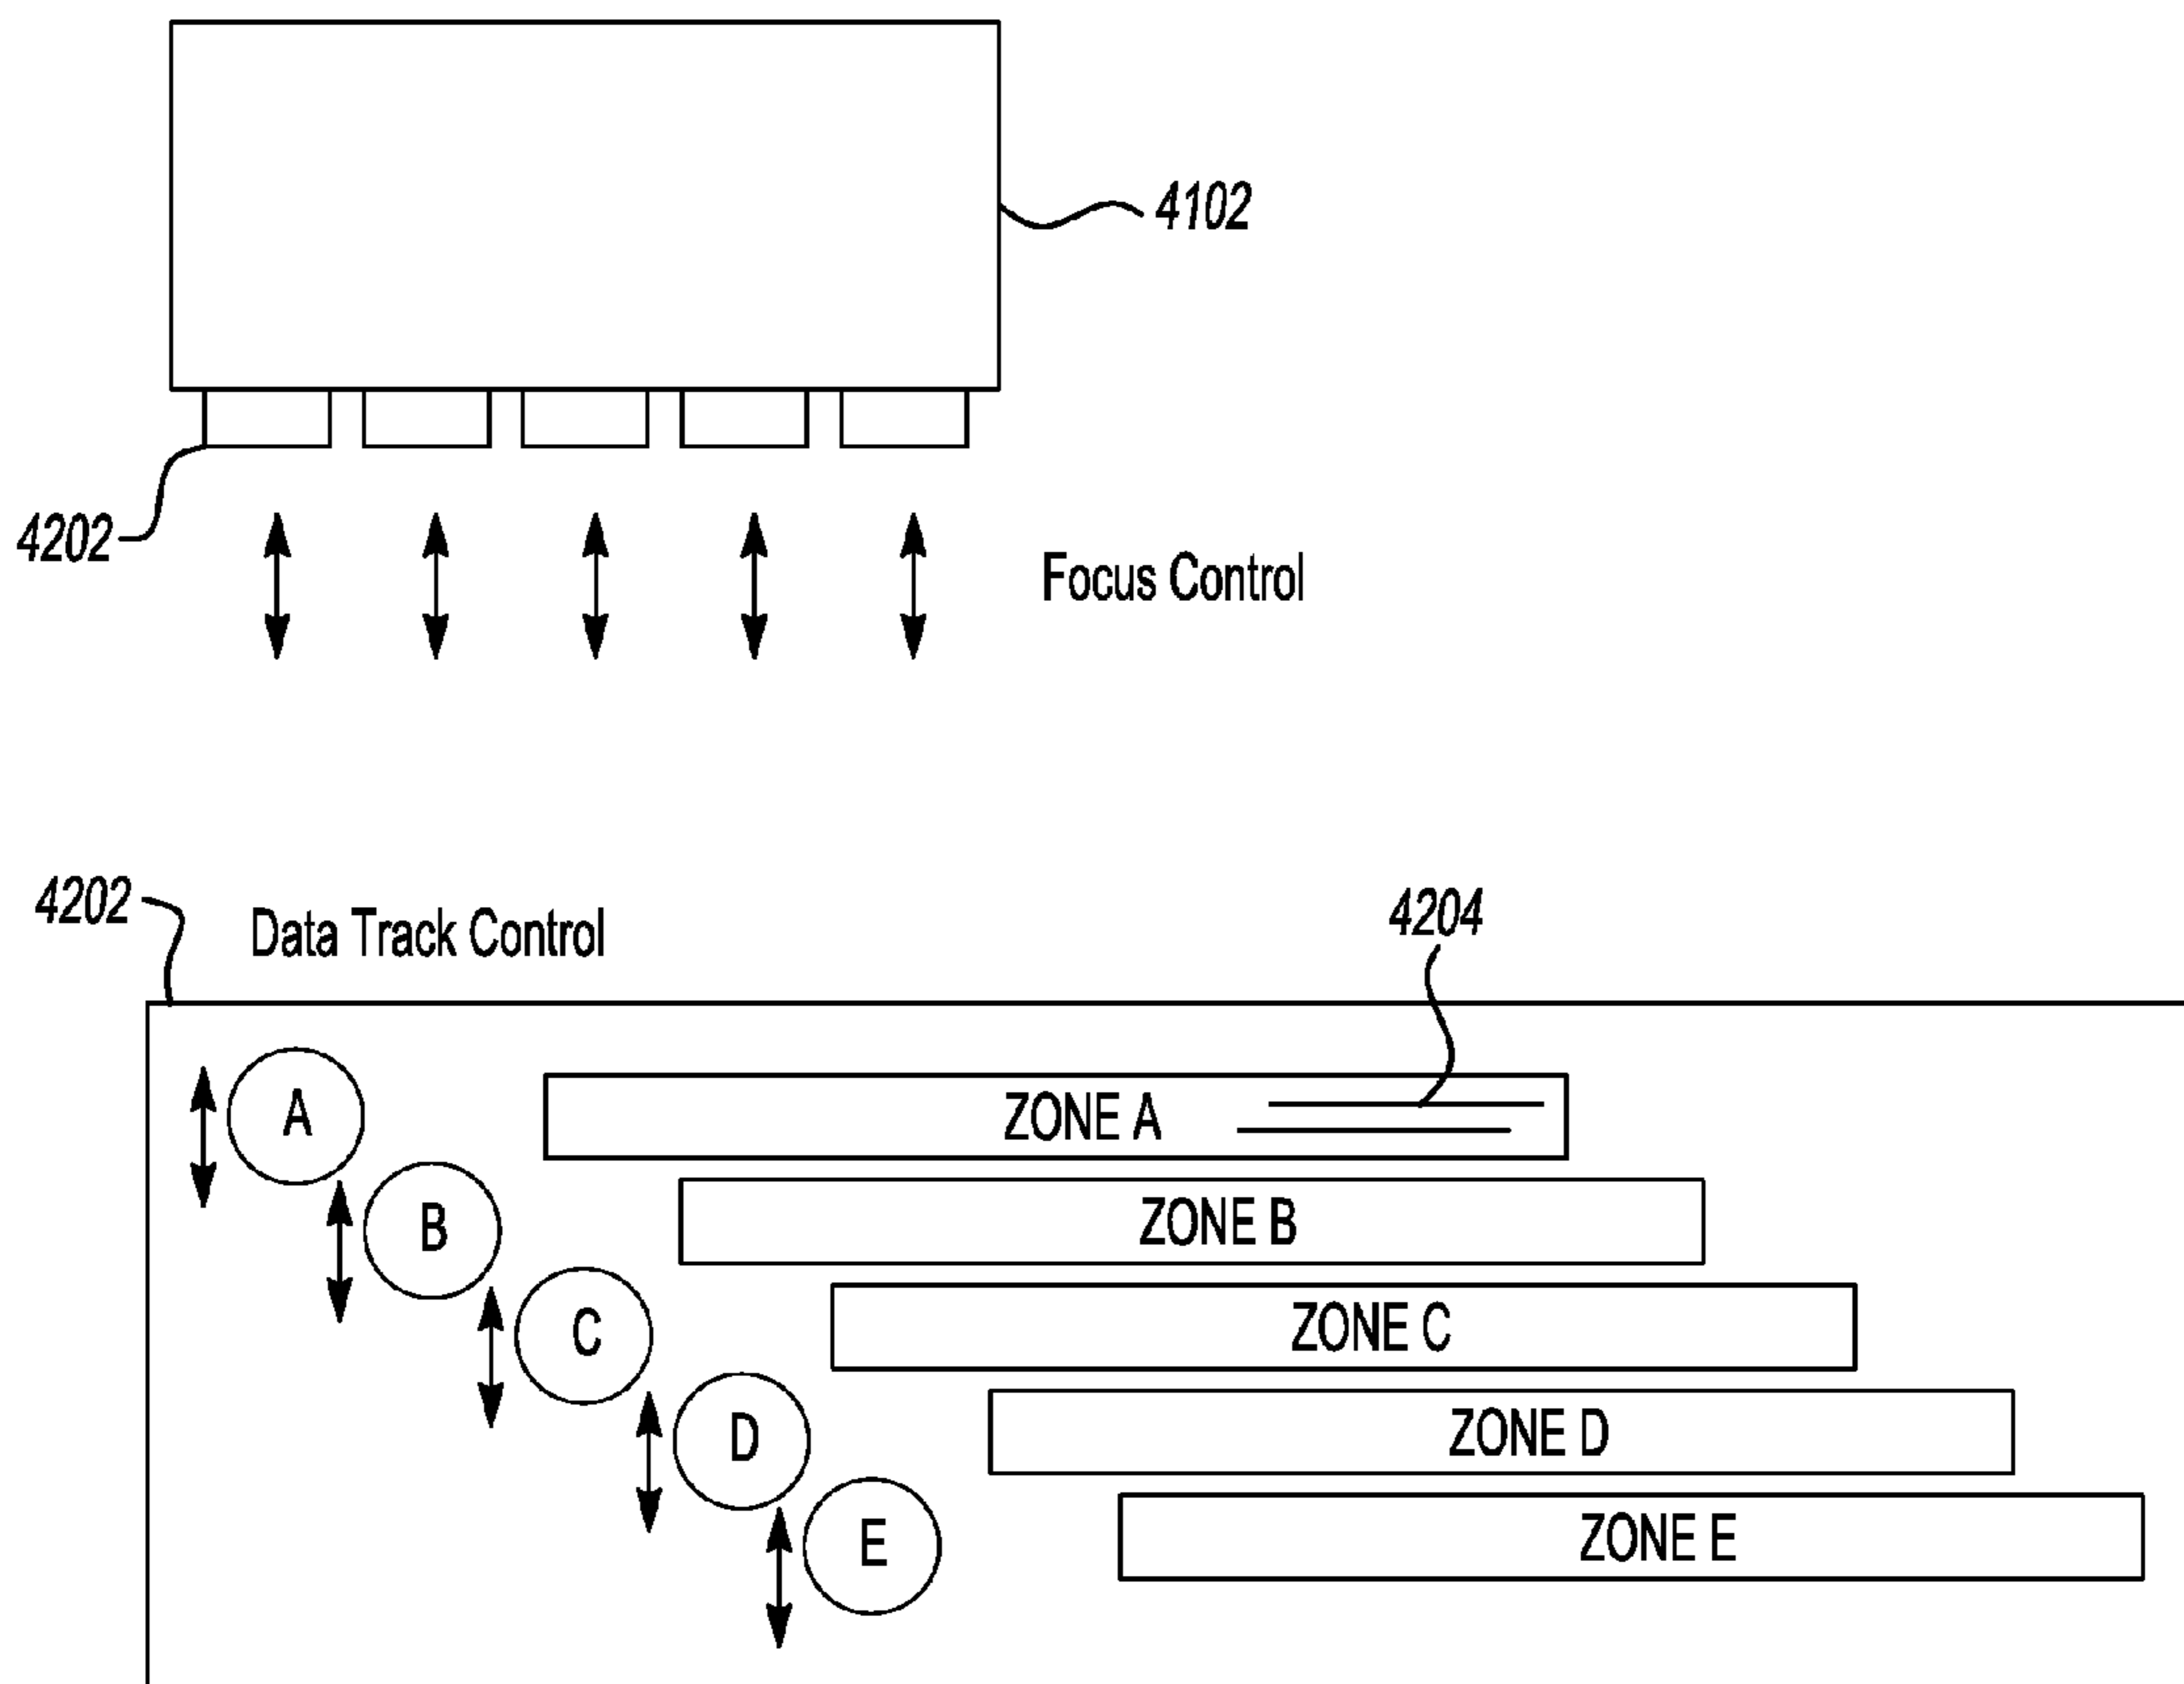 4102
4202
Focus Control
4202
Data Track Control
4204
A
ZONE A
B
ZONE B
C
ZONE C
D
ZONE D
E
ZONE E